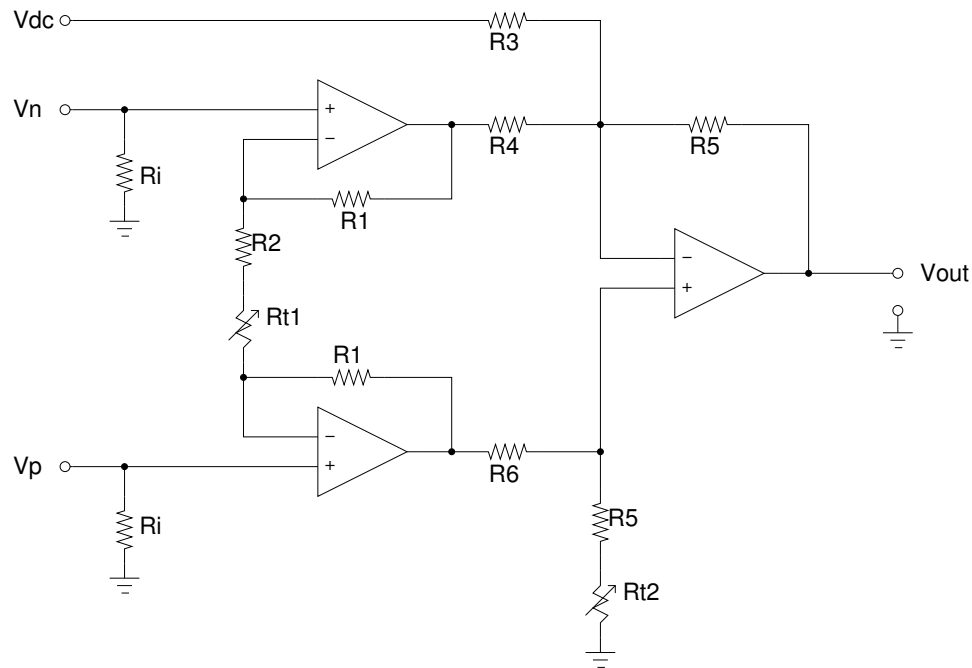 Vdc
R3
Vn
+
−
R4
R5
Ri
R1
R2
−
+
Vout
Rt1
R1
−
+
Vp
R6
Ri
R5
Rt2